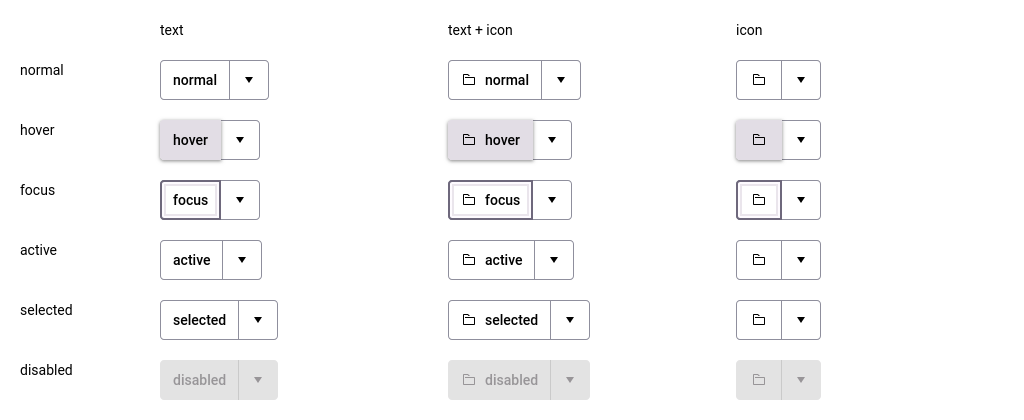 text text + icon icon
normal normal normal
hover hover hover
focus focus focus
active active active
selected selected selected
disabled disabled disabled